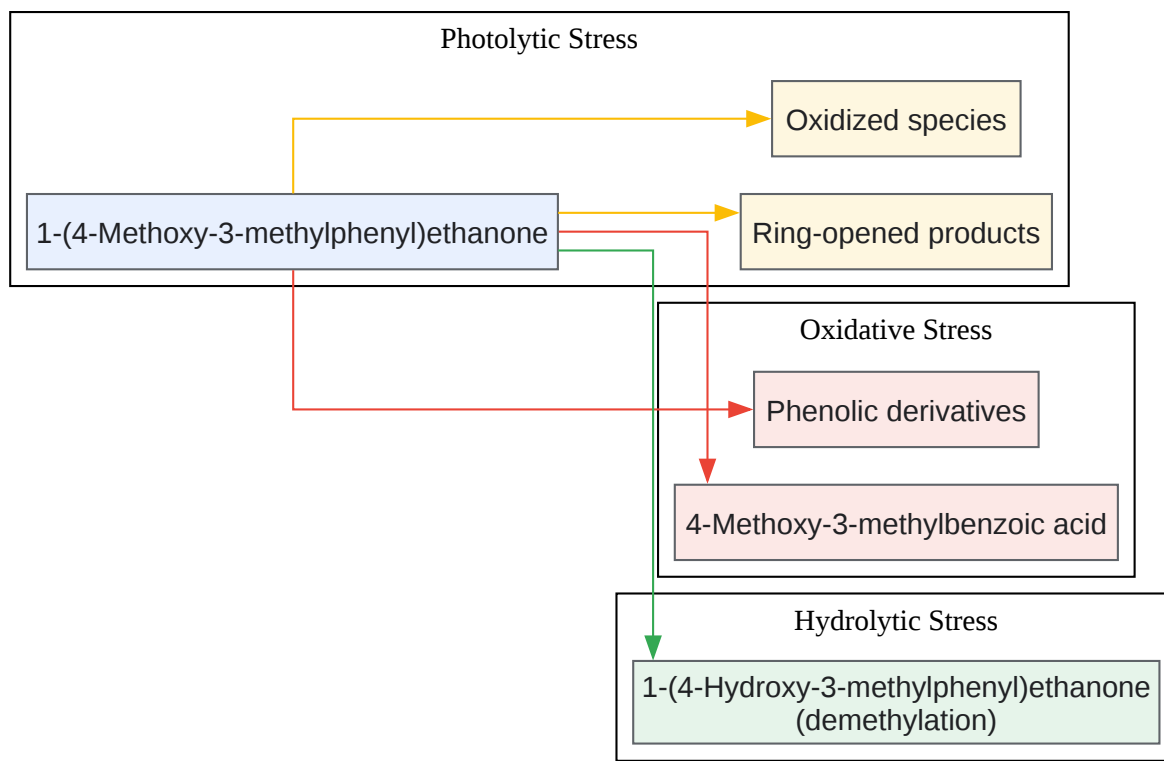 Photolytic Stress
Oxidized species
1-(4-Methoxy-3-methylphenyl)ethanone
Ring-opened products
Oxidative Stress
Phenolic derivatives
4-Methoxy-3-methylbenzoic acid
Hydrolytic Stress
1-(4-Hydroxy-3-methylphenyl)ethanone
(demethylation)